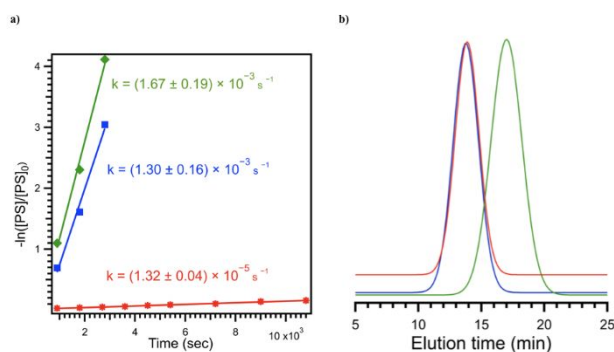 a)
b)
4
3
2
1
-ln([PS]/[PS]₀)
k = (1.67 ± 0.19) × 10⁻³ s⁻¹
k = (1.30 ± 0.16) × 10⁻³ s⁻¹
k = (1.32 ± 0.04) × 10⁻⁵ s⁻¹
2 4 6 8 10 x10³
Time (sec)
5 10 15 20 25
Elution time (min)